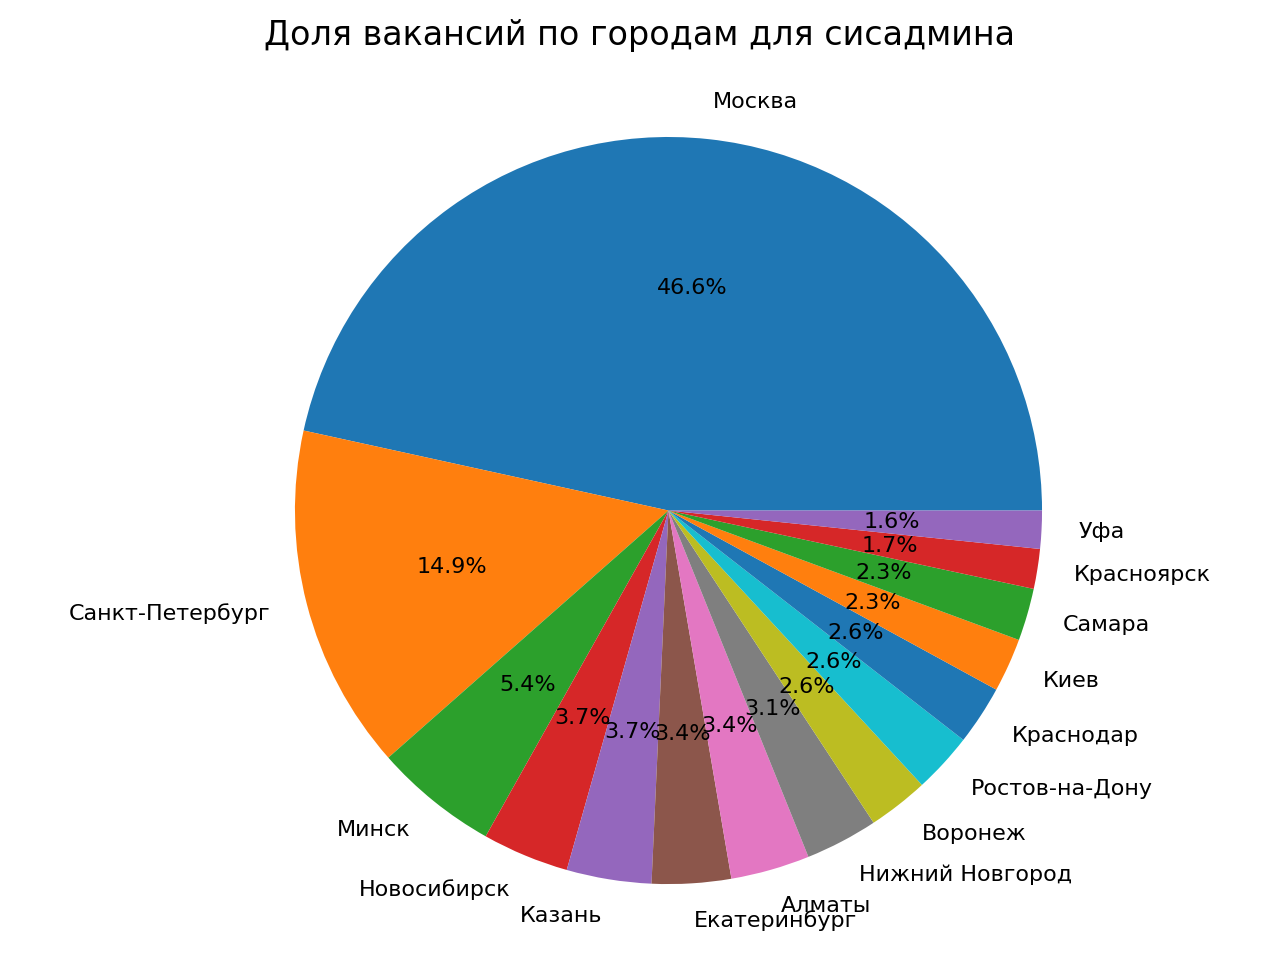 Доля вакансий по городам для сисадмина
Москва
46.6%
Санкт-Петербург
14.9%
Минск
5.4%
Новосибирск
3.7%
Казань
3.7%
Екатеринбург
3.4%
Алматы
3.4%
Нижний Новгород
3.1%
Воронеж
2.6%
Ростов-на-Дону
2.6%
Краснодар
2.6%
Киев
2.3%
Самара
2.3%
Красноярск
1.7%
Уфа
1.6%